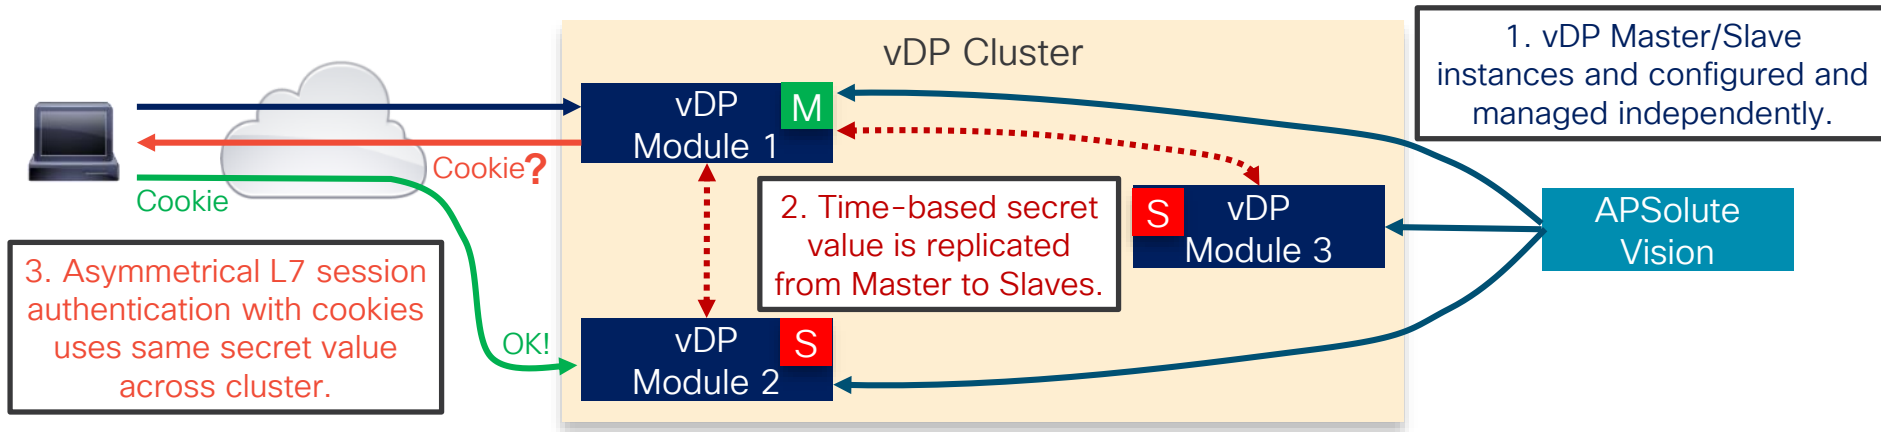 vDP Cluster
1. vDP Master/Slave
instances and configured and
managed independently.
vDP
Module 1
M
Cookie?
Cookie
2. Time-based secret
value is replicated
from Master to Slaves.
S
vDP
Module 3
APSolute
Vision
3. Asymmetrical L7 session
authentication with cookies
uses same secret value
across cluster.
OK!
vDP
Module 2
S